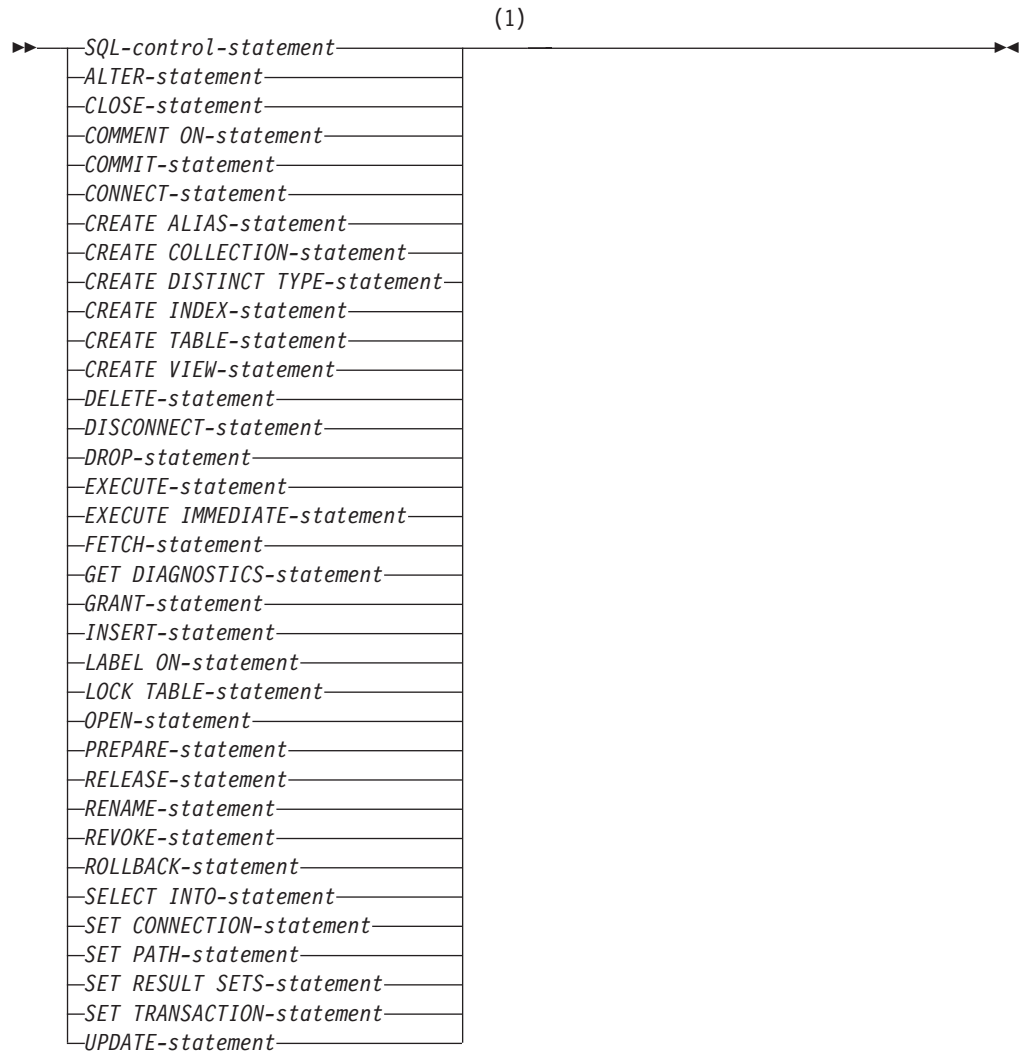 (1)
SQL-control-statement
ALTER-statement
CLOSE-statement
COMMENT ON-statement
COMMIT-statement
CONNECT-statement
CREATE ALIAS-statement
CREATE COLLECTION-statement
CREATE DISTINCT TYPE-statement
CREATE INDEX-statement
CREATE TABLE-statement
CREATE VIEW-statement
DELETE-statement
DISCONNECT-statement
DROP-statement
EXECUTE-statement
EXECUTE IMMEDIATE-statement
FETCH-statement
GET DIAGNOSTICS-statement
GRANT-statement
INSERT-statement
LABEL ON-statement
LOCK TABLE-statement
OPEN-statement
PREPARE-statement
RELEASE-statement
RENAME-statement
REVOKE-statement
ROLLBACK-statement
SELECT INTO-statement
SET CONNECTION-statement
SET PATH-statement
SET RESULT SETS-statement
SET TRANSACTION-statement
UPDATE-statement